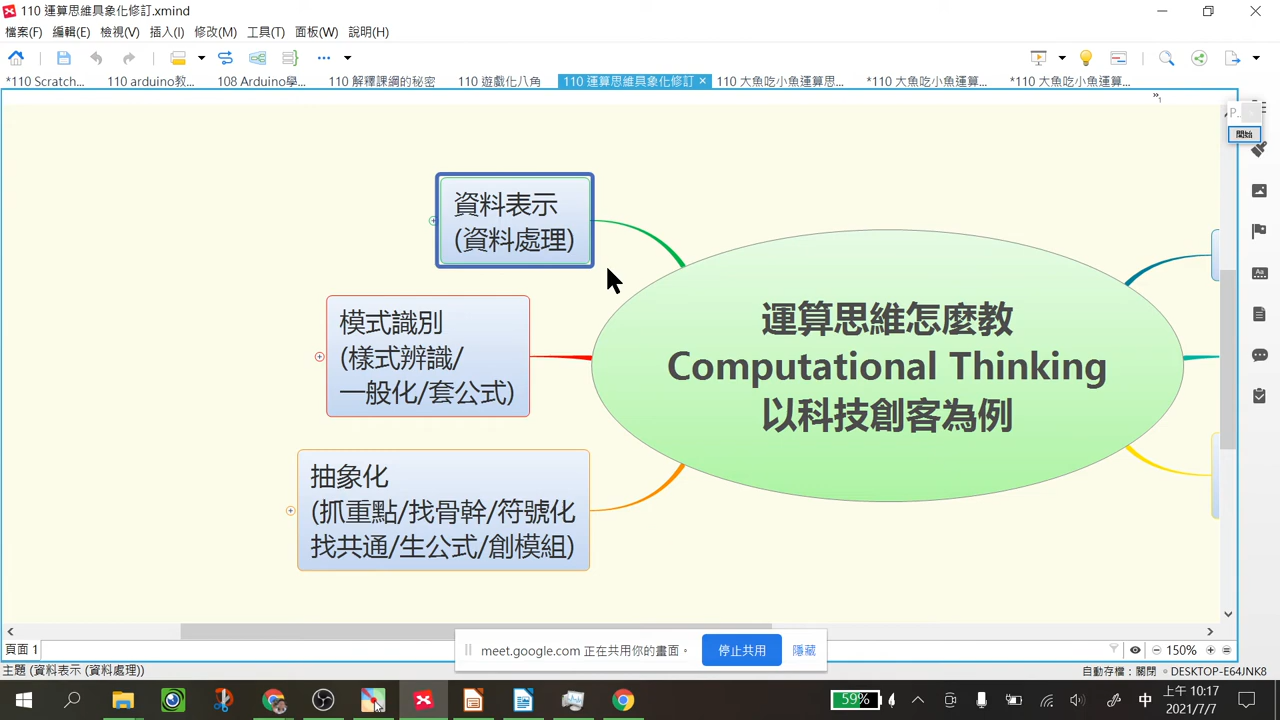 110 運算思維具象化修訂.xmind
檔案(F) 編輯(E) 檢視(V) 插入(I) 修改(M) 工具(T) 面板(W) 說明(H)
*110 Scratch... 110 arduino教... 108 Arduino學... 110 解釋課綱的秘密 110 遊戲化八角 110 運算思維具象化修訂 110 大魚吃小魚運算思... *110 大魚吃小魚運算... *110 大魚吃小魚運算...
P...
開始
資料表示
(資料處理)
模式識別
(樣式辨識/
一般化/套公式)
抽象化
(抓重點/找骨幹/符號化
找共通/生公式/創模組)
運算思維怎麼教
Computational Thinking
以科技創客為例
meet.google.com 正在共用你的畫面。 停止共用 隱藏
頁面 1
150%
主題 (資料表示 (資料處理))
自動存檔：關閉
DESKTOP-E64JNK8
59%
中
上午 10:17
2021/7/7